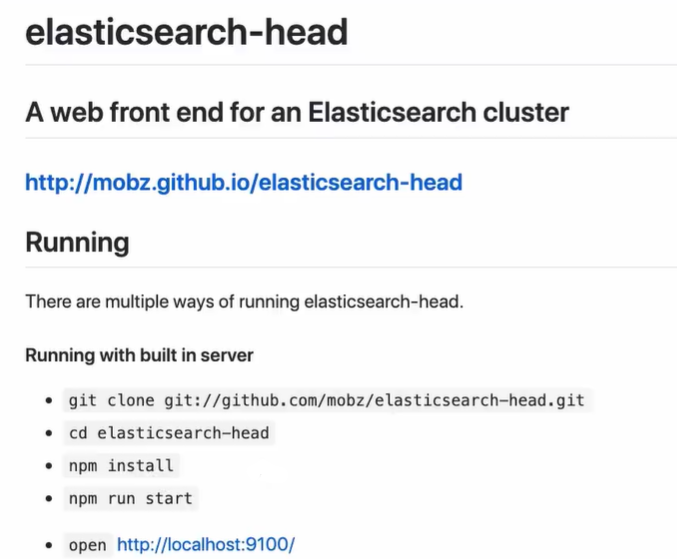 elasticsearch-head
A web front end for an Elasticsearch cluster
http://mobz.github.io/elasticsearch-head
Running
There are multiple ways of running elasticsearch-head.
Running with built in server
• git clone git://github.com/mobz/elasticsearch-head.git
• cd elasticsearch-head
• npm install
• npm run start
• open http://localhost:9100/